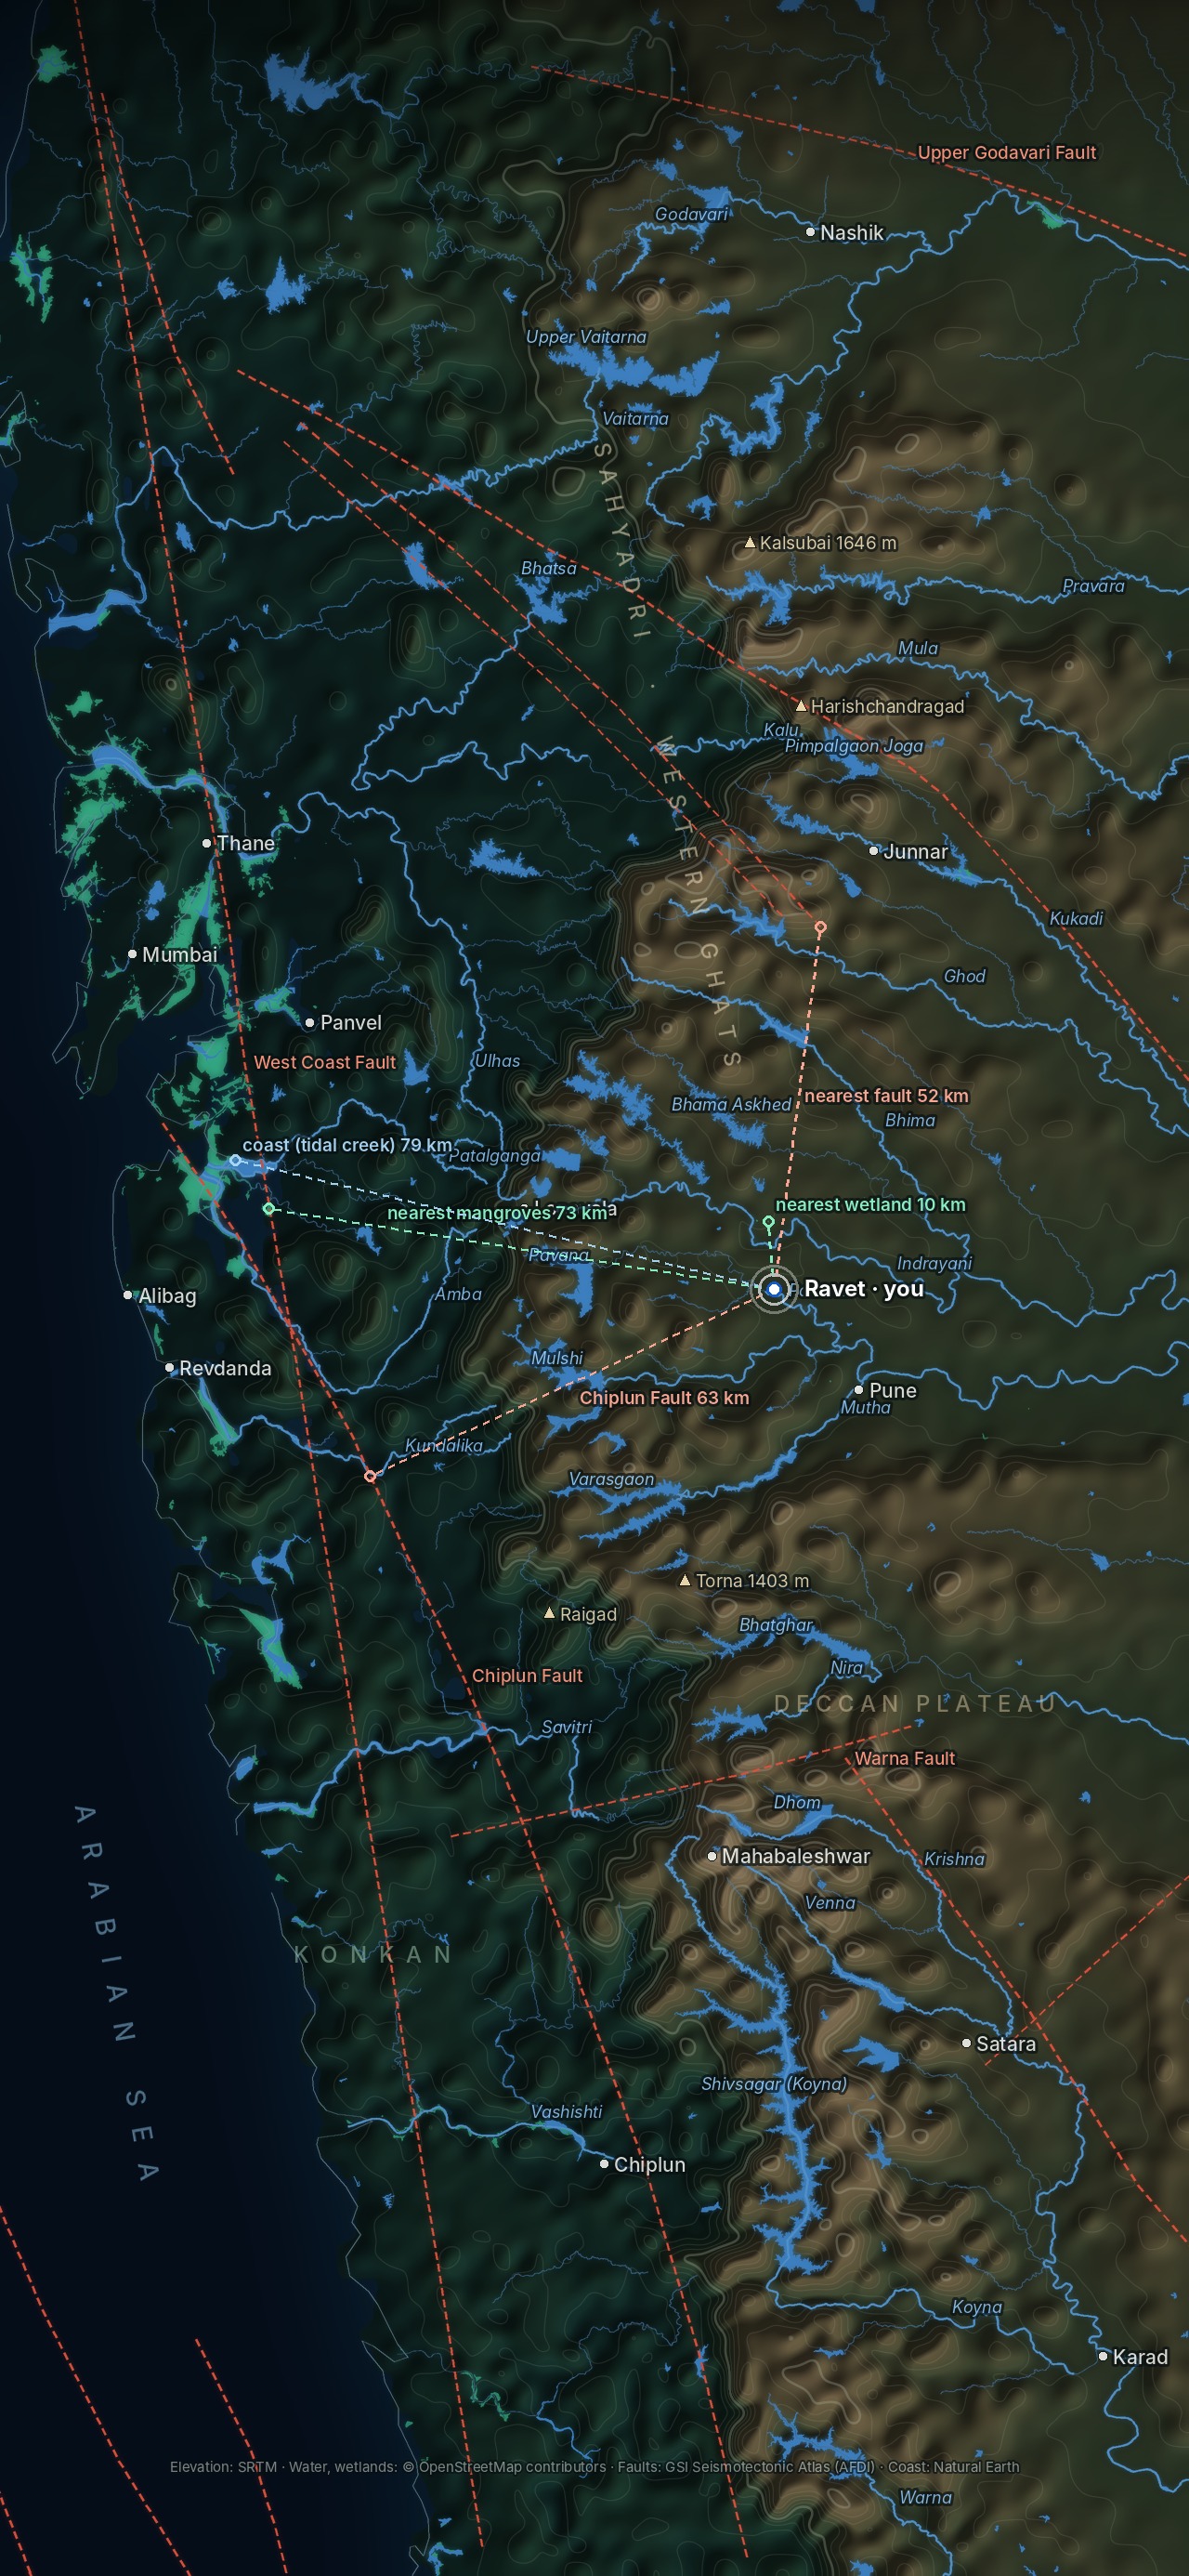 Upper Godavari Fault
Godavari
Nashik
Upper Vaitarna
Vaitarna
SAHYADRI · WESTERN GHATS
Kalsubai 1646 m
Bhatsa
Pravara
Mula
Harishchandragad
Kalu
Pimpalgaon Joga
Thane
Junnar
Kukadi
Mumbai
Ghod
Panvel
Ulhas
West Coast Fault
Bhama Askhed
nearest fault 52 km
Bhima
coast (tidal creek) 79 km
Patalganga
nearest mangroves 73 km
nearest wetland 10 km
Pavana
Indrayani
Ravet · you
Amba
Alibag
Mulshi
Revdanda
Chiplun Fault 63 km
Pune
Mutha
Kundalika
Varasgaon
Torna 1403 m
Raigad
Bhatghar
Nira
Chiplun Fault
DECCAN PLATEAU
Savitri
Warna Fault
Dhom
ARABIAN SEA
Mahabaleshwar
Krishna
Venna
KONKAN
Satara
Shivsagar (Koyna)
Vashishti
Chiplun
Koyna
Karad
Elevation: SRTM · Water, wetlands: © OpenStreetMap contributors · Faults: GSI Seismotectonic Atlas (AFDI) · Coast: Natural Earth
Warna